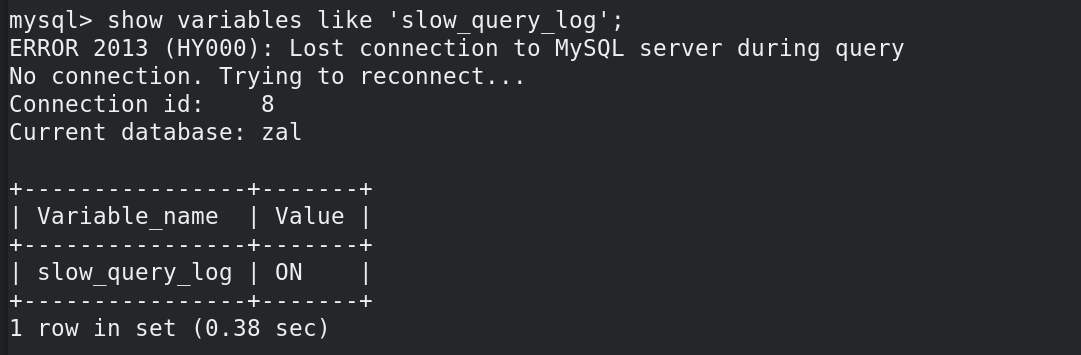 mysql> show variables like 'slow_query_log';
ERROR 2013 (HY000): Lost connection to MySQL server during query
No connection. Trying to reconnect...
Connection id:    8
Current database: zal

+----------------+-------+
| Variable_name  | Value |
+----------------+-------+
| slow_query_log | ON    |
+----------------+-------+
1 row in set (0.38 sec)